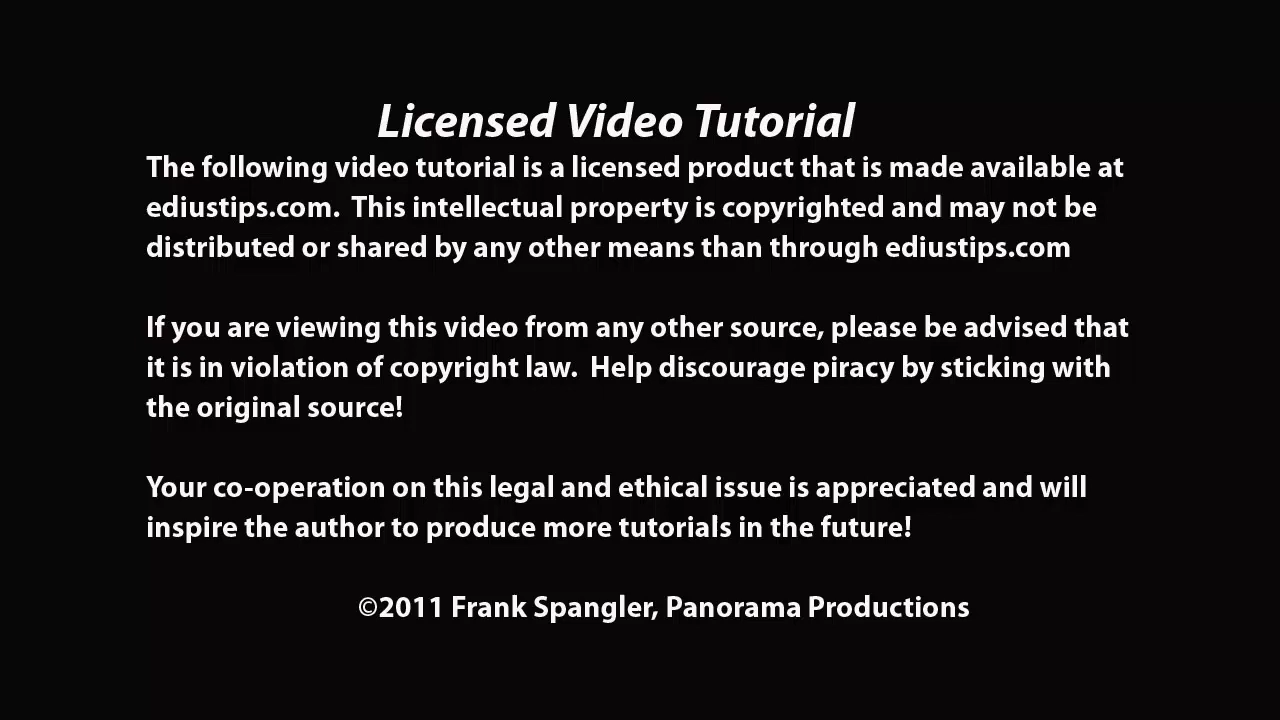 Licensed Video Tutorial
The following video tutorial is a licensed product that is made available at
ediustips.com.  This intellectual property is copyrighted and may not be
distributed or shared by any other means than through ediustips.com
If you are viewing this video from any other source, please be advised that
it is in violation of copyright law.  Help discourage piracy by sticking with
the original source!
Your co-operation on this legal and ethical issue is appreciated and will
inspire the author to produce more tutorials in the future!
©2011 Frank Spangler, Panorama Productions